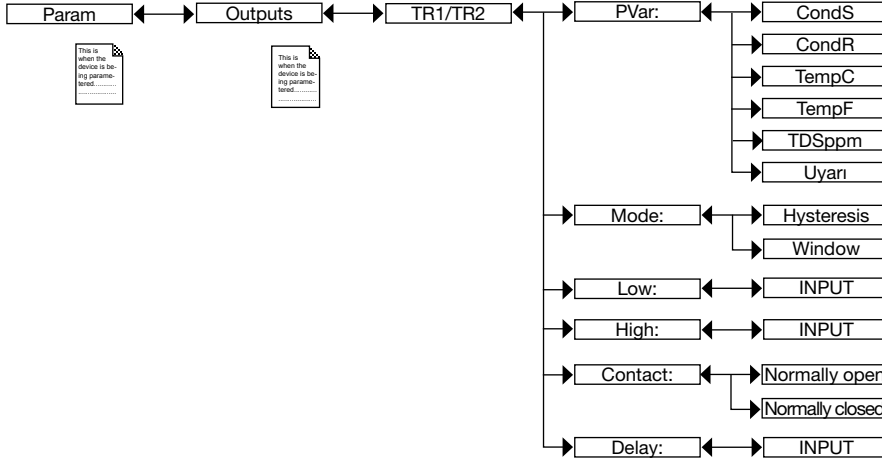 Param
Outputs
TR1/TR2
PVar:
CondS
CondR
TempC
TempF
TDSppm
Uyarı
This is
when the
device is be-
ing parame-
tered...........
...................
This is
when the
device is be-
ing parame-
tered...........
...................
Mode:
Hysteresis
Window
Low:
INPUT
High:
INPUT
Contact:
Normally open
Normally closed
Delay:
INPUT